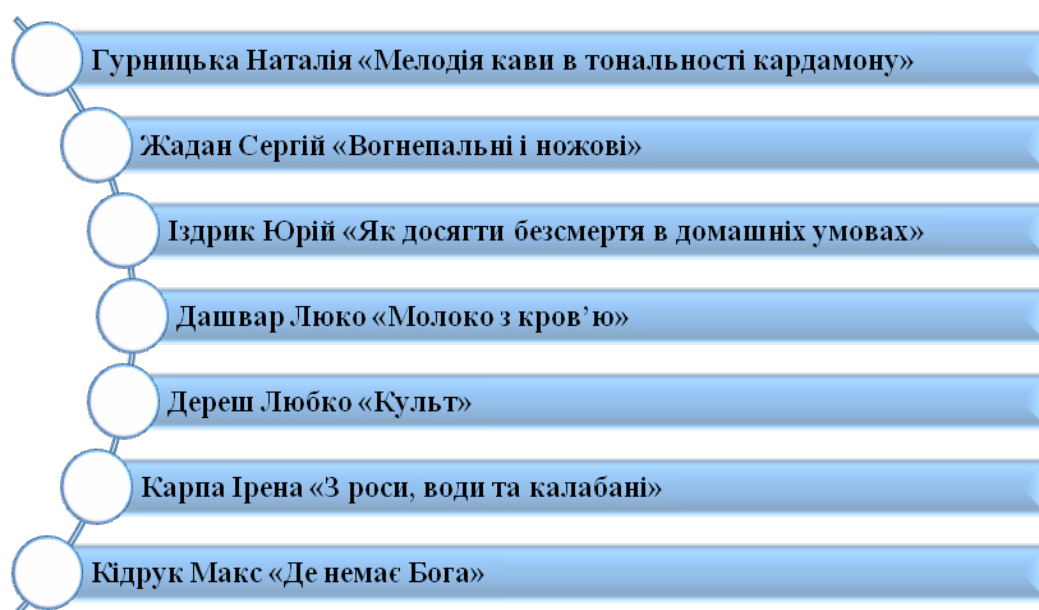 Гурницька Наталія «Мелодія кави в тональності кардамону»
Жадан Сергій «Вогнепальні і ножові»
Іздрик Юрій «Як досягти безсмертя в домашніх умовах»
Дашвар Люко «Молоко з кров’ю»
Дереш Любко «Культ»
Карпа Ірена «З роси, води та калабані»
Кідрук Макс «Де немає Бога»